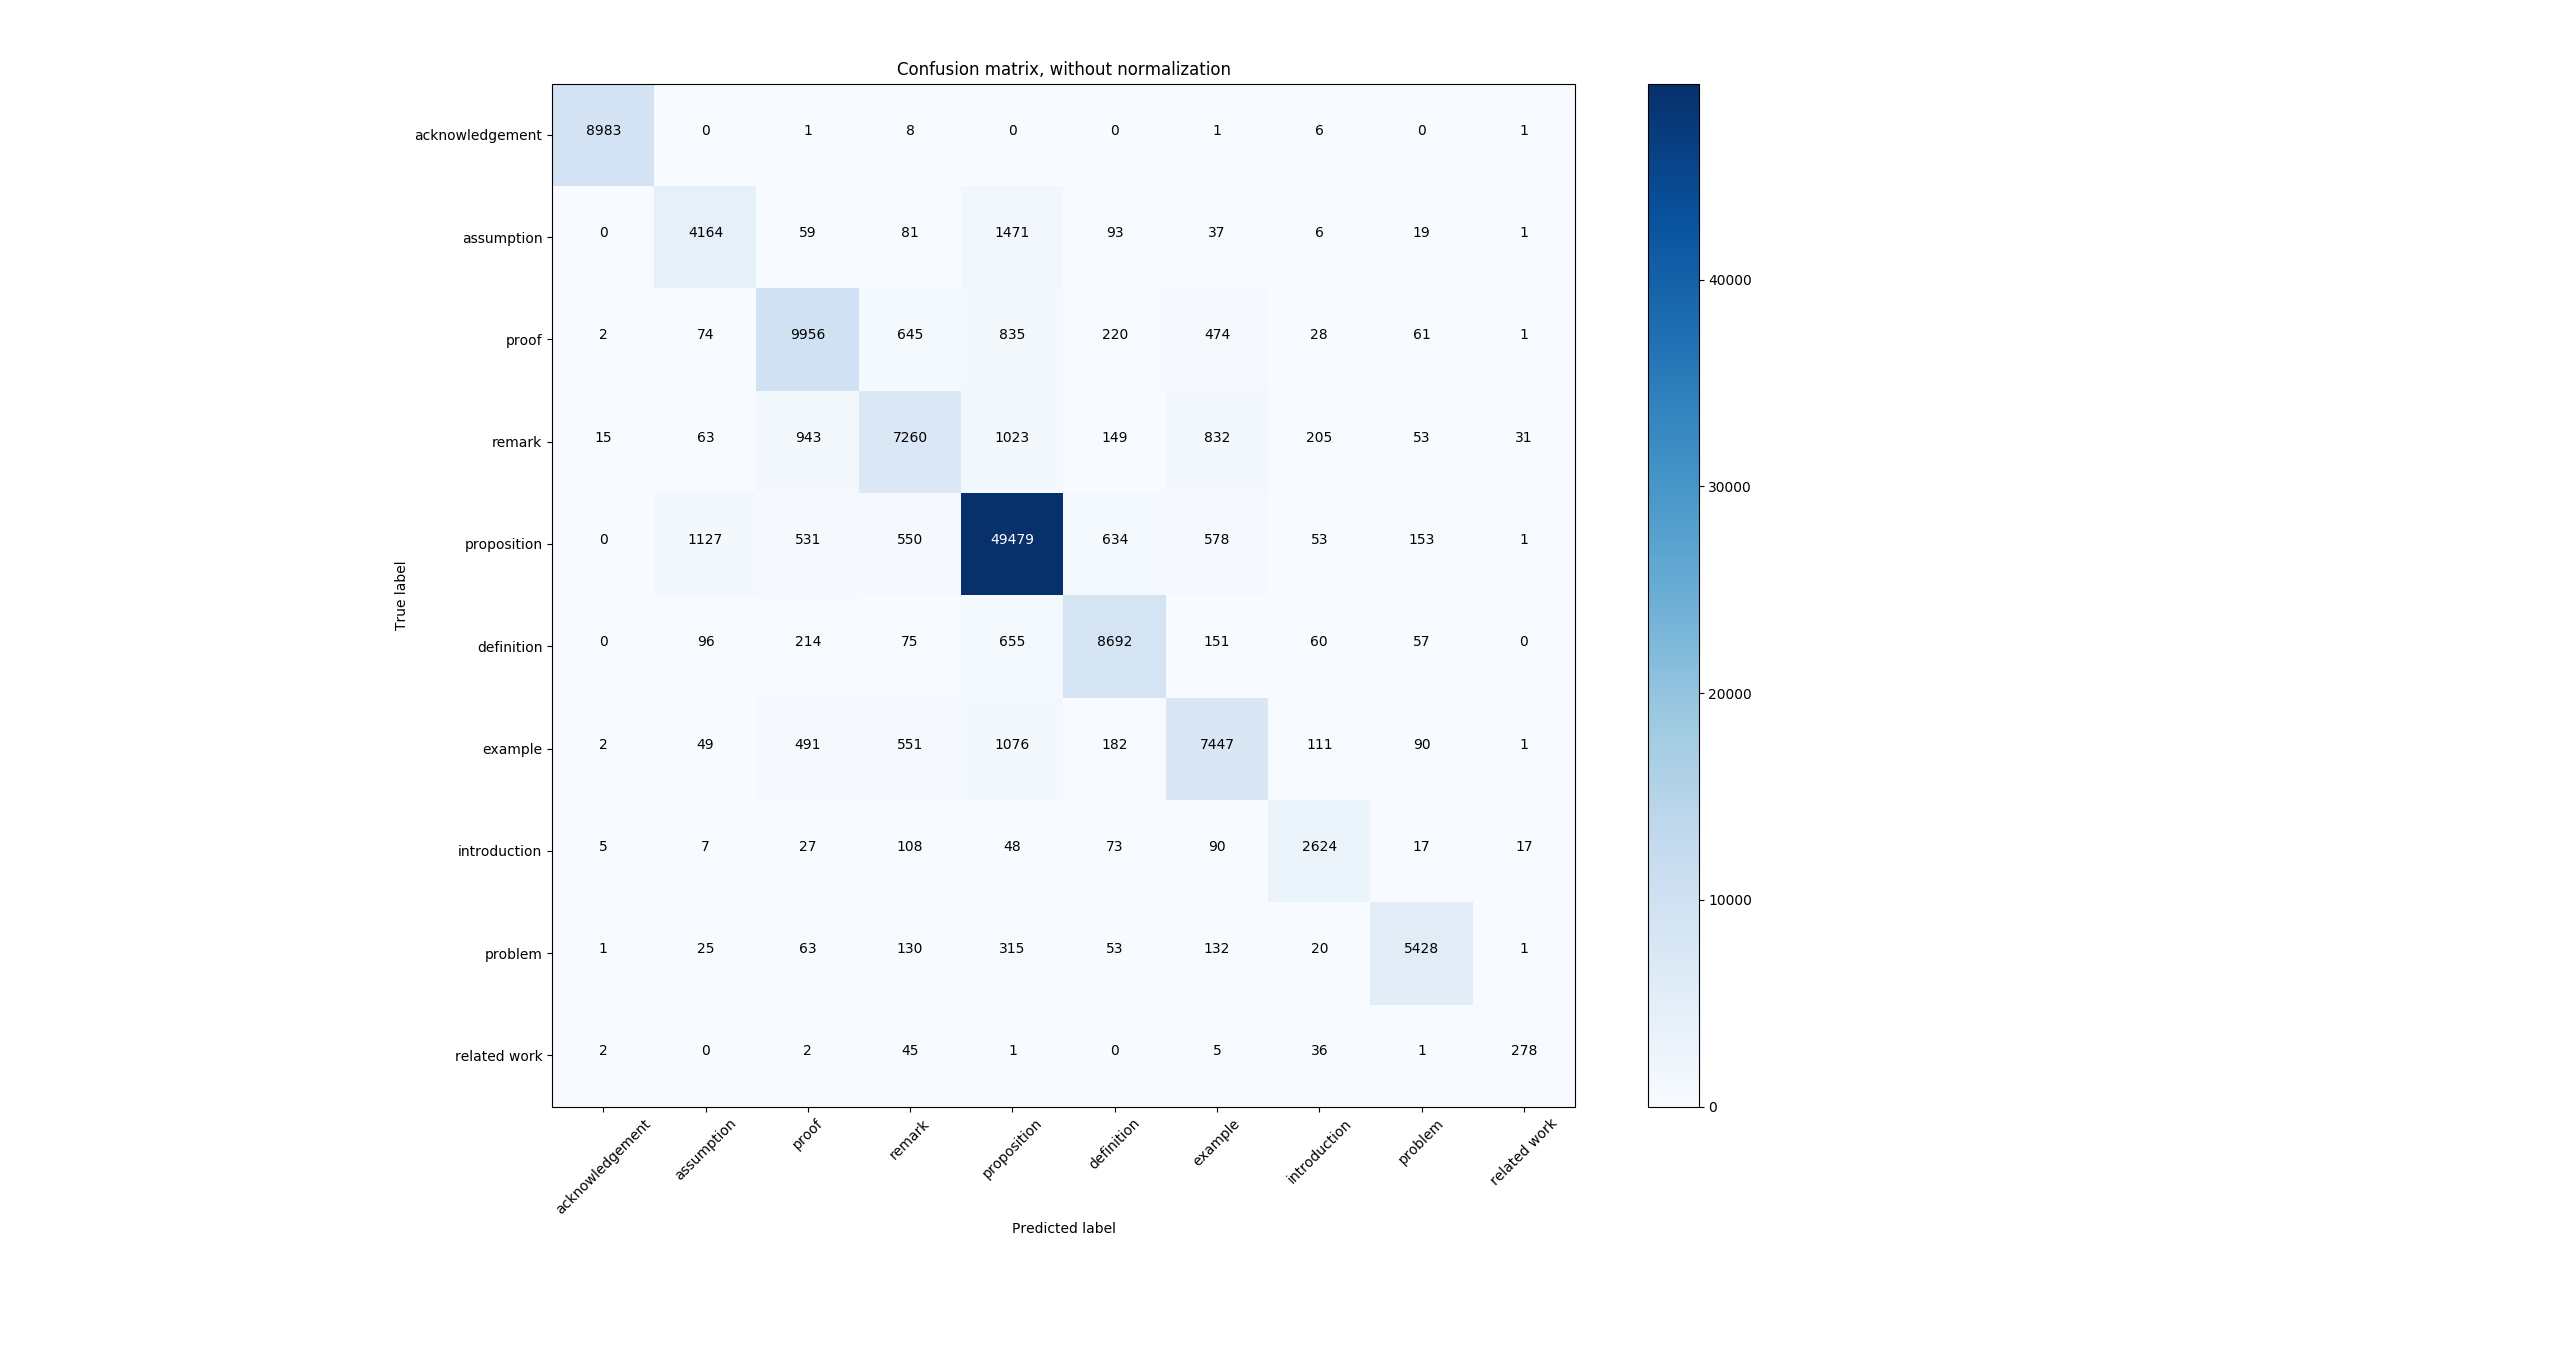 Confusion matrix, without normalization
acknowledgement 8983 0 1 8 0 0 1 6 0 1
assumption 0 4164 59 81 1471 93 37 6 19 1
proof 2 74 9956 645 835 220 474 28 61 1
remark 15 63 943 7260 1023 149 832 205 53 31
proposition 0 1127 531 550 49479 634 578 53 153 1
definition 0 96 214 75 655 8692 151 60 57 0
example 2 49 491 551 1076 182 7447 111 90 1
introduction 5 7 27 108 48 73 90 2624 17 17
problem 1 25 63 130 315 53 132 20 5428 1
related work 2 0 2 45 1 0 5 36 1 278
True label
acknowledgement assumption proof remark proposition definition example introduction problem related work
Predicted label
40000
30000
20000
10000
0